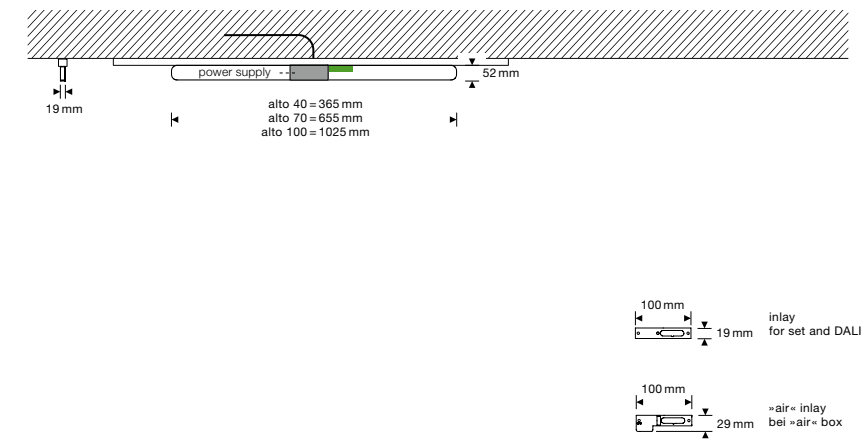 power supply
52 mm
19 mm
alto 40 = 365 mm
alto 70 = 655 mm
alto 100 = 1025 mm
100 mm
inlay
19 mm
for set and DALI
100 mm
»air« inlay
29 mm
bei »air« box